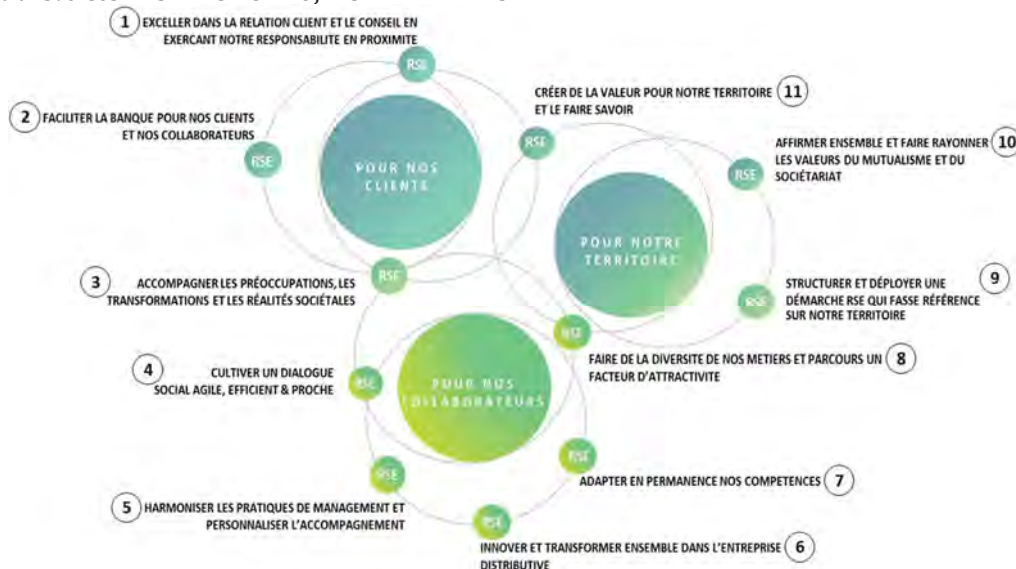 1 EXCELLER DANS LA RELATION CLIENT ET LE CONSEIL EN
EXERCANT NOTRE RESPONSABILITE EN PROXIMITE
RSE
2 FACILITER LA BANQUE POUR NOS CLIENTS
ET NOS COLLABORATEURS
RSE
POUR NOS
CLIENTS
CRÉER DE LA VALEUR POUR NOTRE TERRITOIRE 11
ET LE FAIRE SAVOIR
RSE
AFFIRMER ENSEMBLE ET FAIRE RAYONNER 10
LES VALEURS DU MUTUALISME ET DU
SOCIÉTARIAT
RSE
POUR NOTRE
TERRITOIRE
3 ACCOMPAGNER LES PRÉOCCUPATIONS, LES
TRANSFORMATIONS ET LES RÉALITÉS SOCIÉTALES
RSE
STRUCTURER ET DÉPLOYER UNE 9
DÉMARCHE RSE QUI FASSE RÉFÉRENCE
SUR NOTRE TERRITOIRE
RSE
RSE
FAIRE DE LA DIVERSITE DE NOS METIERS ET PARCOURS UN 8
FACTEUR D'ATTRACTIVITE
4 CULTIVER UN DIALOGUE
SOCIAL AGILE, EFFICIENT & PROCHE
RSE
POUR NOS
COLLABORATEURS
RSE
ADAPTER EN PERMANENCE NOS COMPETENCES 7
RSE
5 HARMONISER LES PRATIQUES DE MANAGEMENT ET
PERSONNALISER L'ACCOMPAGNEMENT
RSE
INNOVER ET TRANSFORMER ENSEMBLE DANS L'ENTREPRISE 6
DISTRIBUTIVE